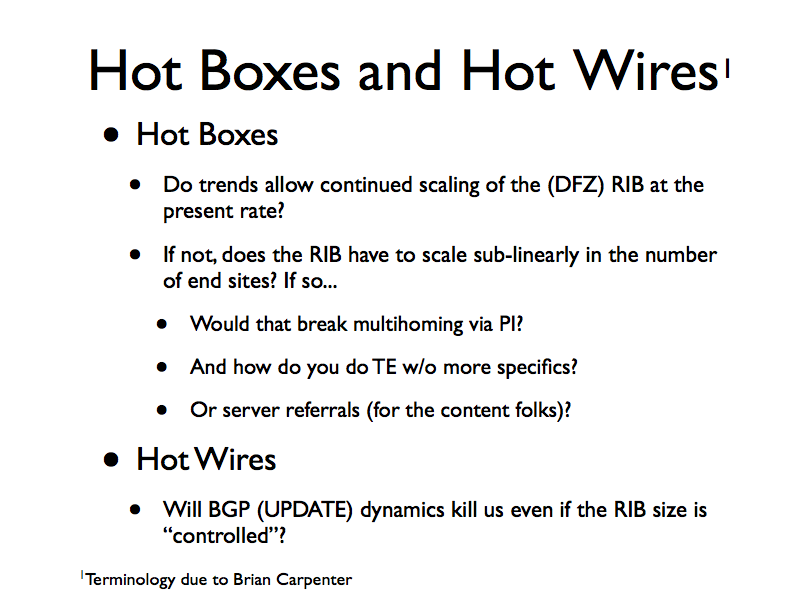 Hot Boxes and Hot Wires¹
• Hot Boxes
• Do trends allow continued scaling of the (DFZ) RIB at the
present rate?
• If not, does the RIB have to scale sub-linearly in the number
of end sites? If so...
• Would that break multihoming via PI?
• And how do you do TE w/o more specifics?
• Or server referrals (for the content folks)?
• Hot Wires
• Will BGP (UPDATE) dynamics kill us even if the RIB size is
“controlled”?
¹Terminology due to Brian Carpenter